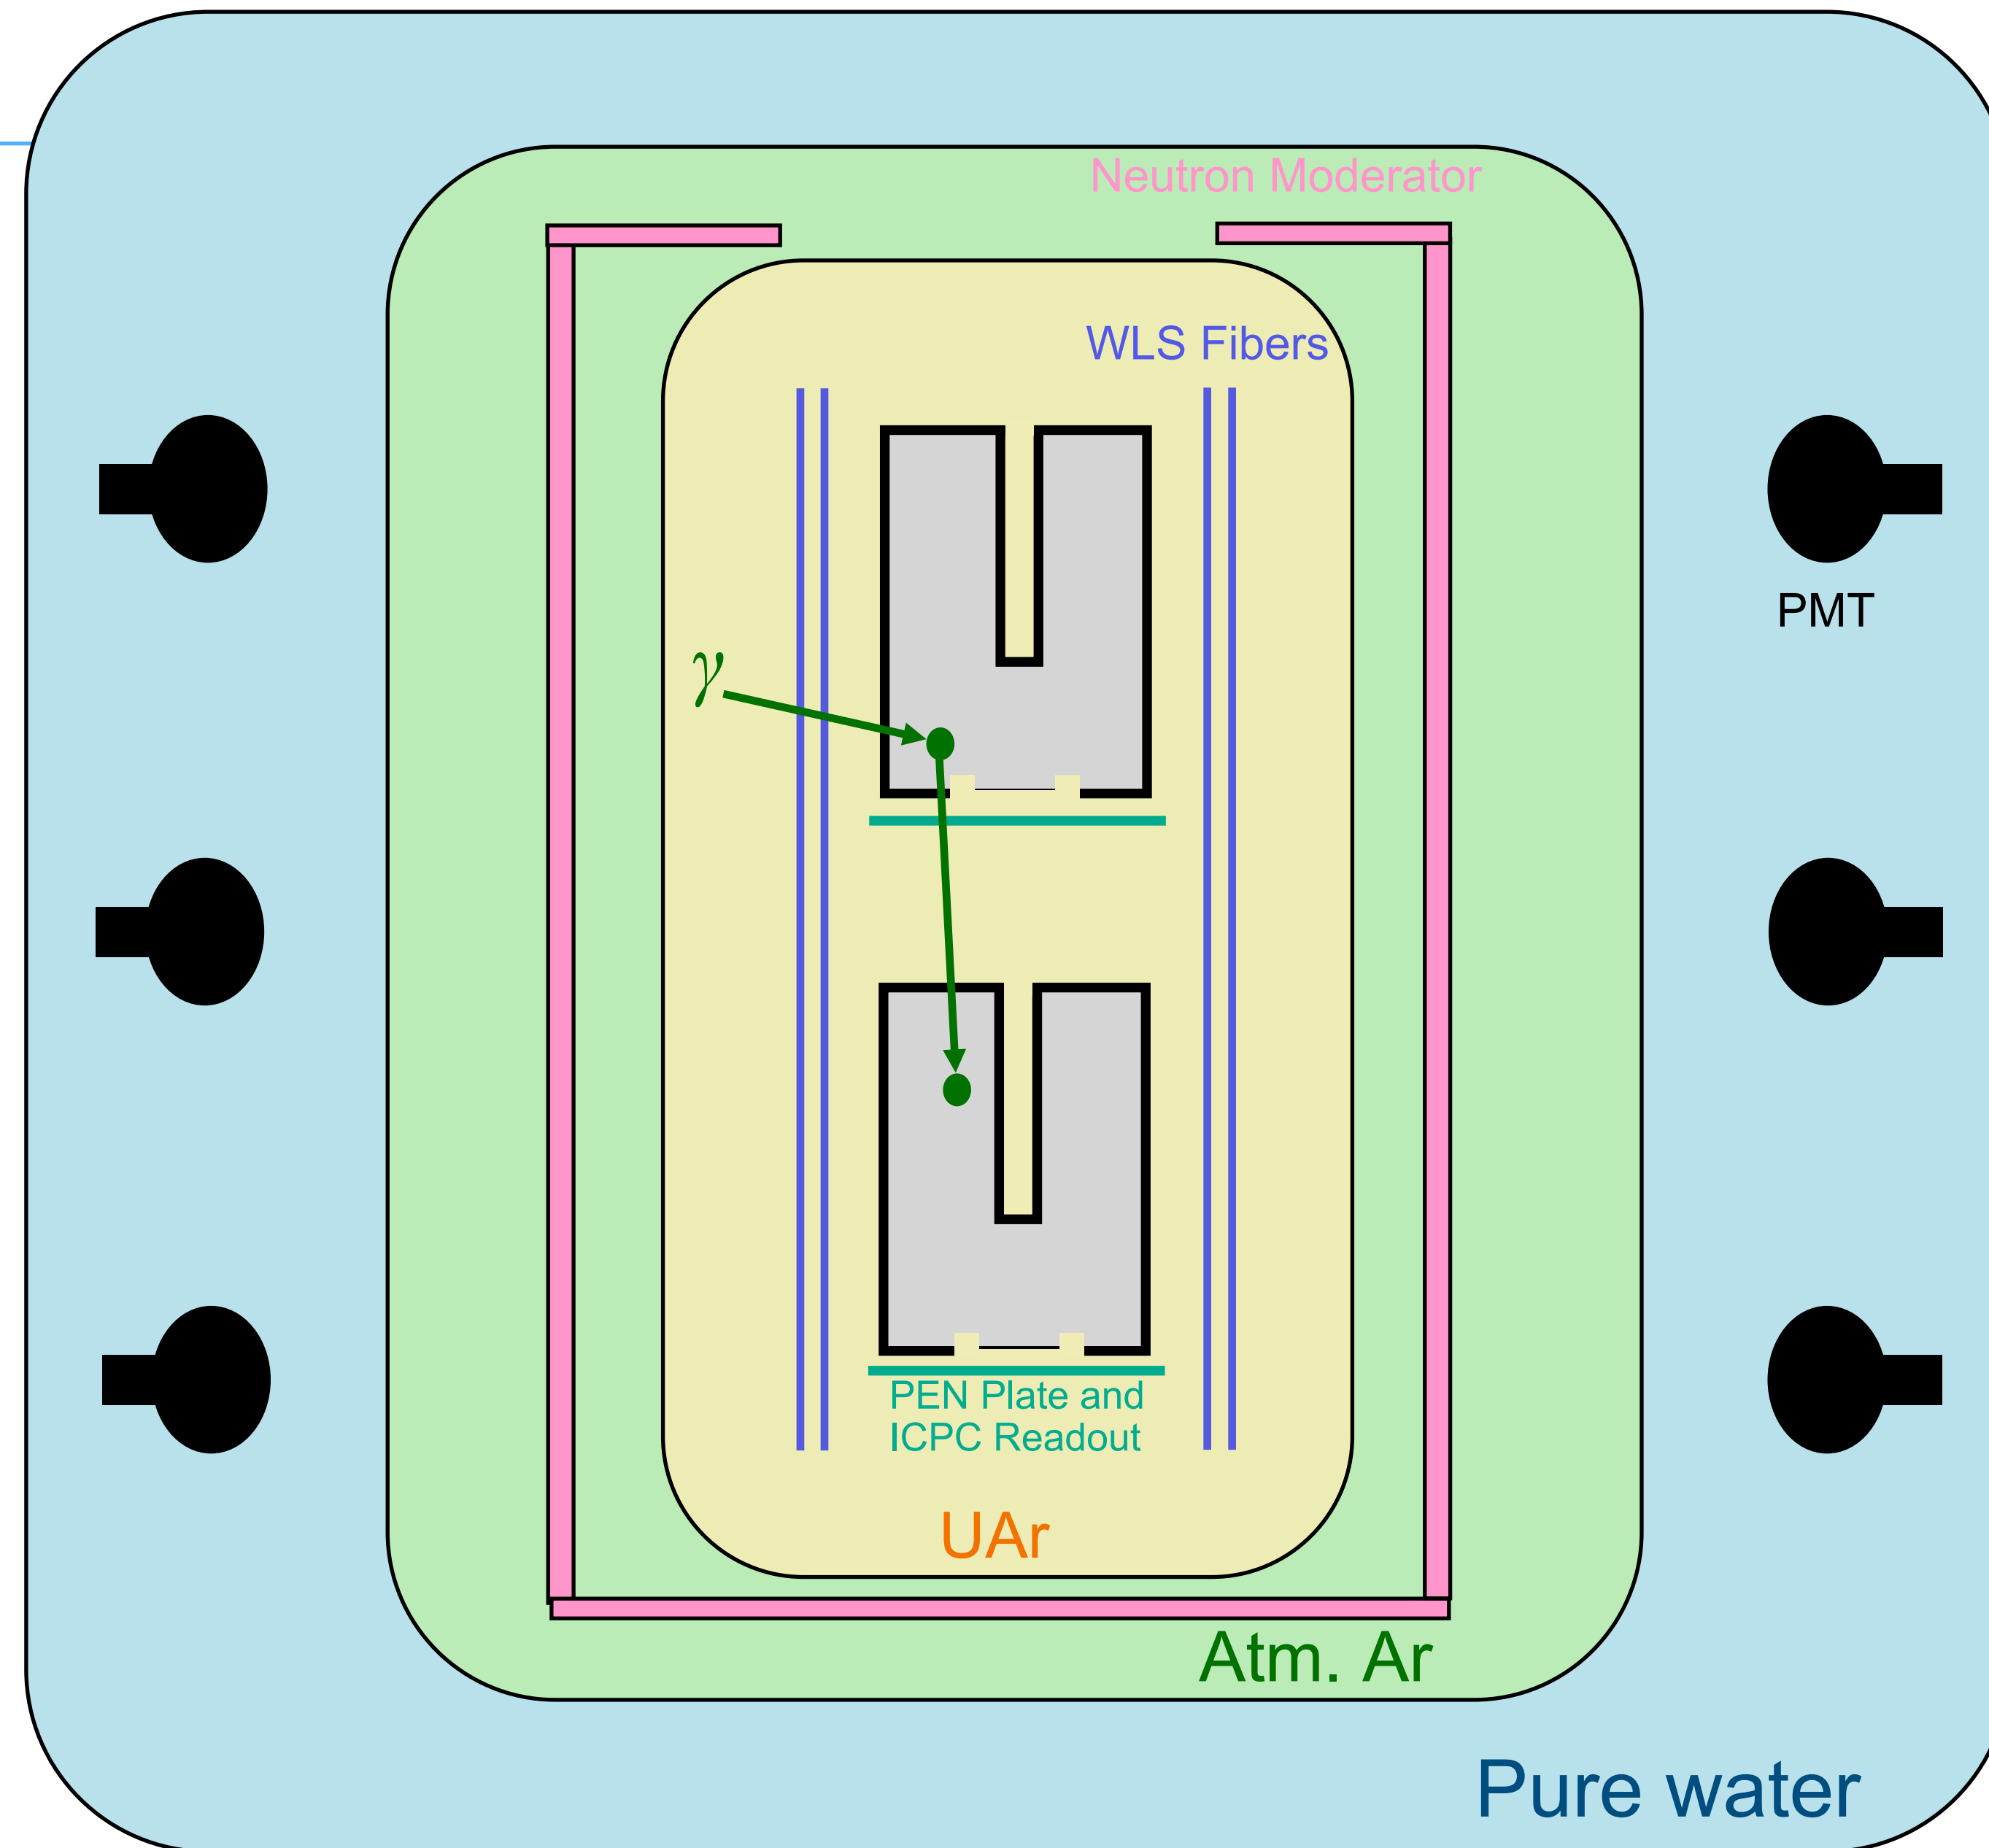 Neutron Moderator
WLS Fibers
PMT
γ
PEN Plate and
ICPC Readout
UAr
Atm. Ar
Pure water